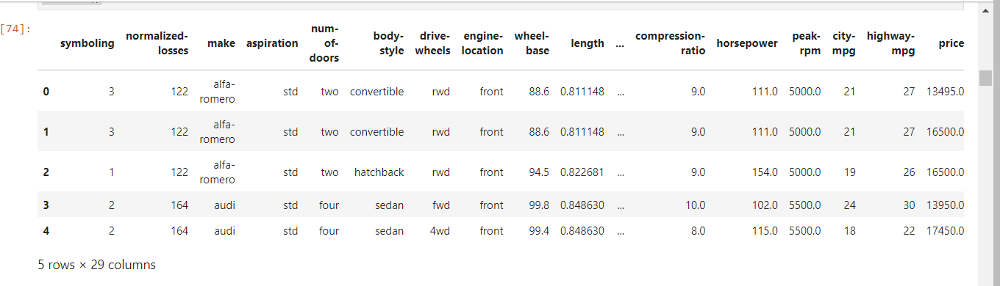 [74]:
symboling normalized-losses make aspiration num-of-doors body-style drive-wheels engine-location wheel-base length ... compression-ratio horsepower peak-rpm city-mpg highway-mpg price
0 3 122 alfa-romero std two convertible rwd front 88.6 0.811148 ... 9.0 111.0 5000.0 21 27 13495.0
1 3 122 alfa-romero std two convertible rwd front 88.6 0.811148 ... 9.0 111.0 5000.0 21 27 16500.0
2 1 122 alfa-romero std two hatchback rwd front 94.5 0.822681 ... 9.0 154.0 5000.0 19 26 16500.0
3 2 164 audi std four sedan fwd front 99.8 0.848630 ... 10.0 102.0 5500.0 24 30 13950.0
4 2 164 audi std four sedan 4wd front 99.4 0.848630 ... 8.0 115.0 5500.0 18 22 17450.0
5 rows × 29 columns